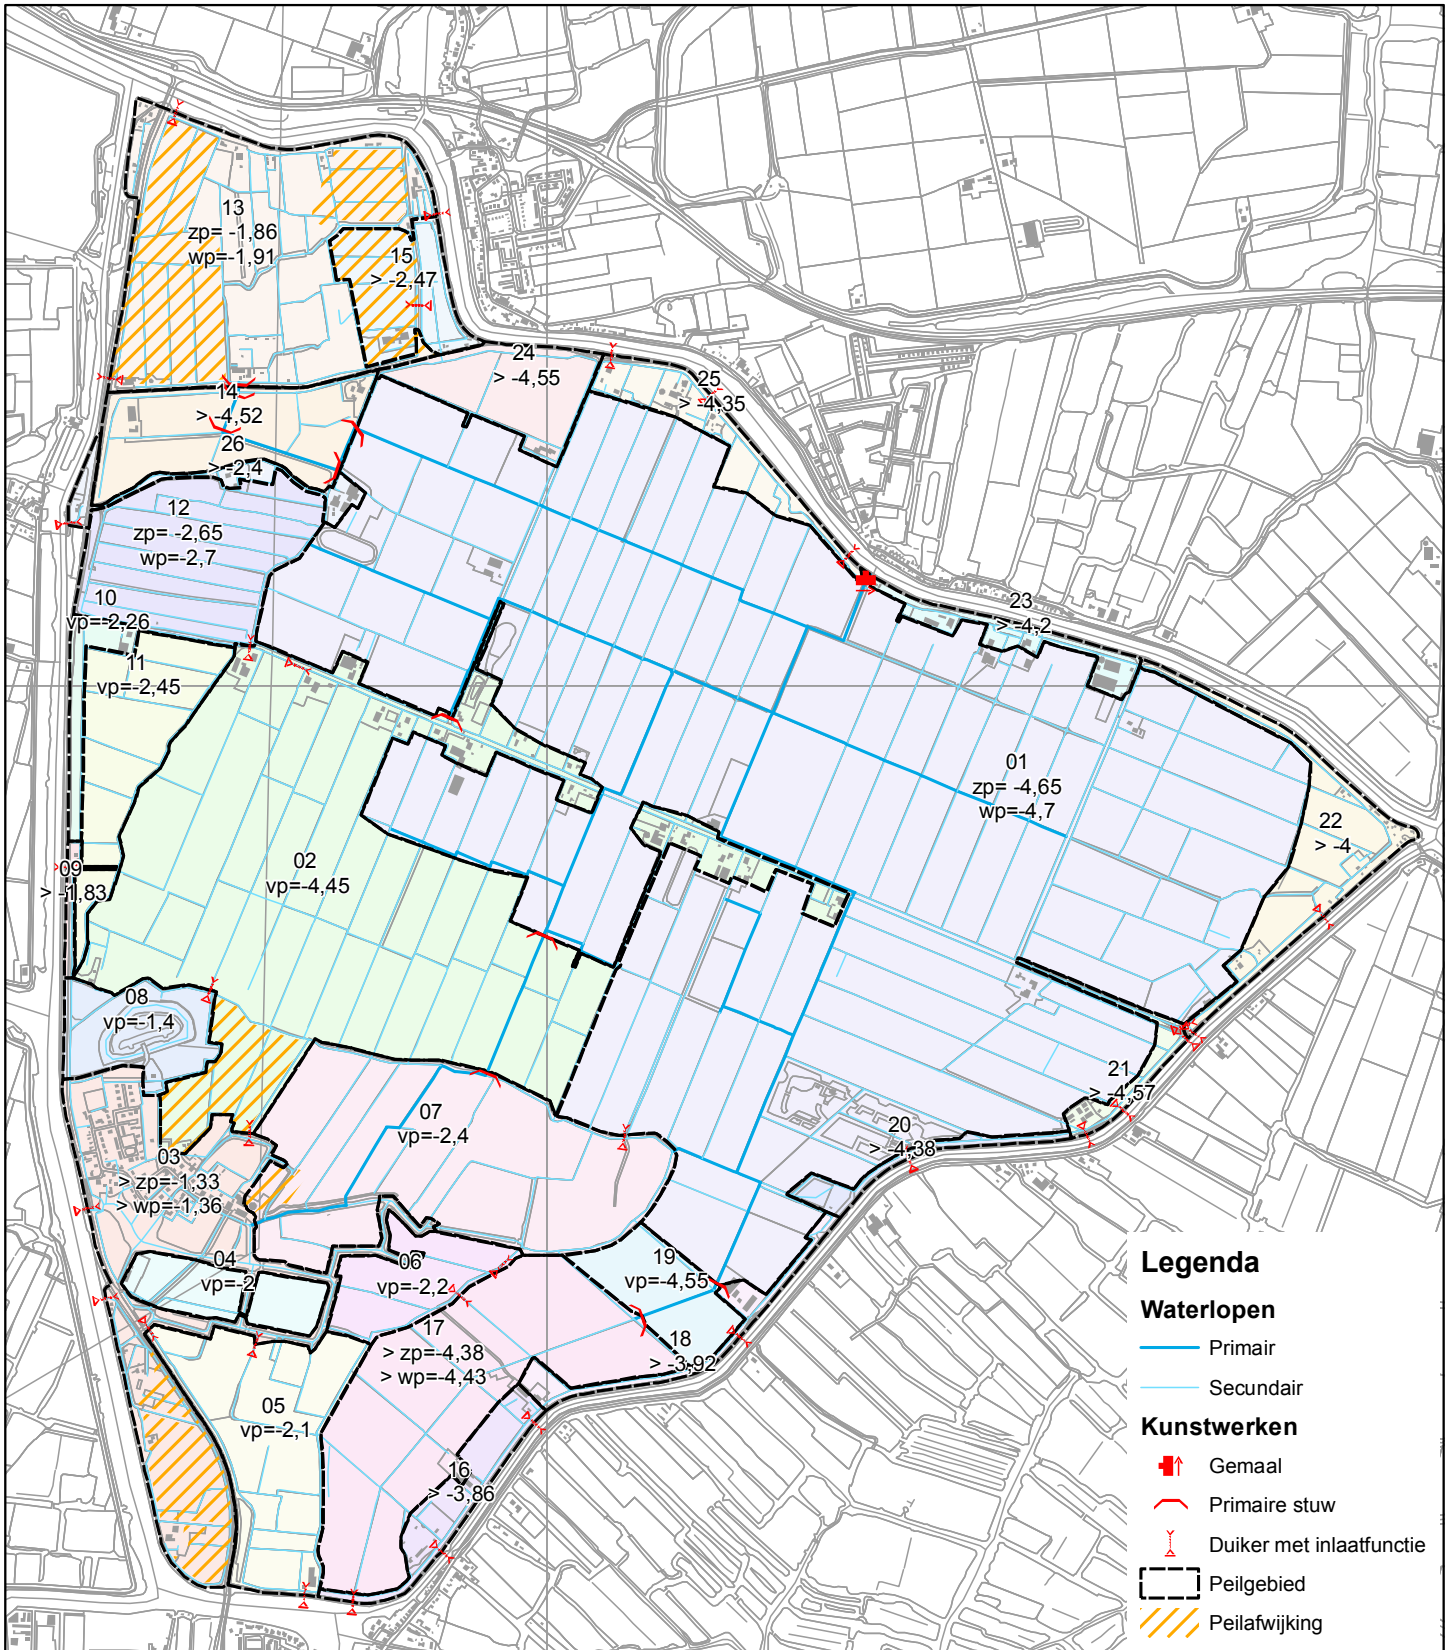 13
zp= -1,86
wp=-1,91
15
> -2,47
24
> -4,55
25
> -4,35
14
> -4,52
26
> -2,4
12
zp= -2,65
wp=-2,7
10
vp=-2,26
11
vp=-2,45
23
> -4,2
01
zp= -4,65
wp=-4,7
22
> -4
02
vp=-4,45
09
> -1,83
08
vp=-1,4
21
> -4,57
20
> -4,38
07
vp=-2,4
03
> zp=-1,33
> wp=-1,36
04
vp=-2
06
vp=-2,2
19
vp=-4,55
17
> zp=-4,38
> wp=-4,43
18
> -3,92
05
vp=-2,1
16
> -3,86
Legenda
Waterlopen
Primair
Secundair
Kunstwerken
Gemaal
Primaire stuw
Duiker met inlaatfunctie
Peilgebied
Peilafwijking